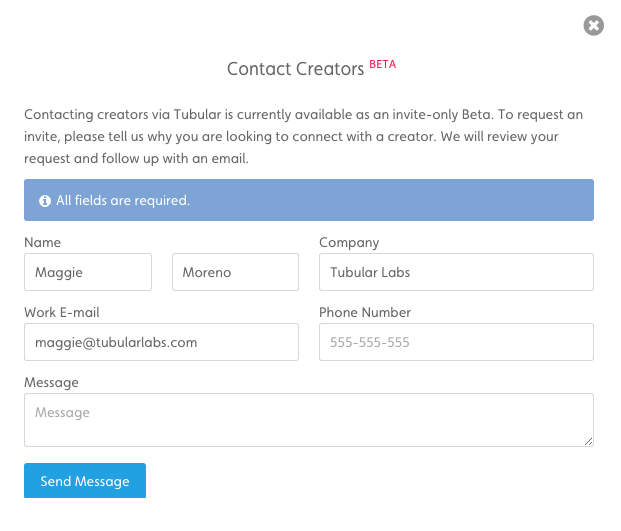 Contact Creators BETA
Contacting creators via Tubular is currently available as an invite-only Beta. To request an
invite, please tell us why you are looking to connect with a creator. We will review your
request and follow up with an email.
All fields are required.
Name
Company
Maggie
Moreno
Tubular Labs
Work E-mail
Phone Number
maggie@tubularlabs.com
555-555-555
Message
Message
Send Message